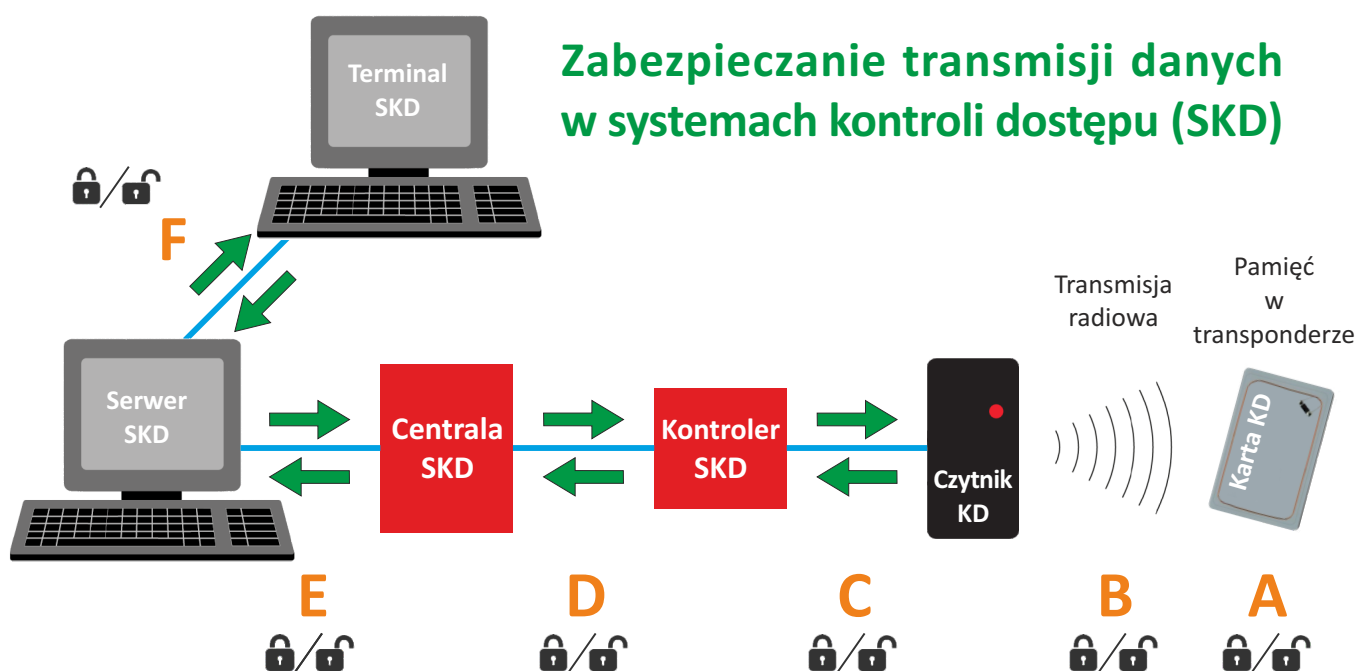 Zabezpieczanie transmisji danych
w systemach kontroli dostępu (SKD)
Terminal
SKD
F
Transmisja
radiowa
Pamięć
w
transponderze
Serwer
SKD
Centrala
SKD
Kontroler
SKD
Czytnik
KD
Karta KD
E
D
C
B
A